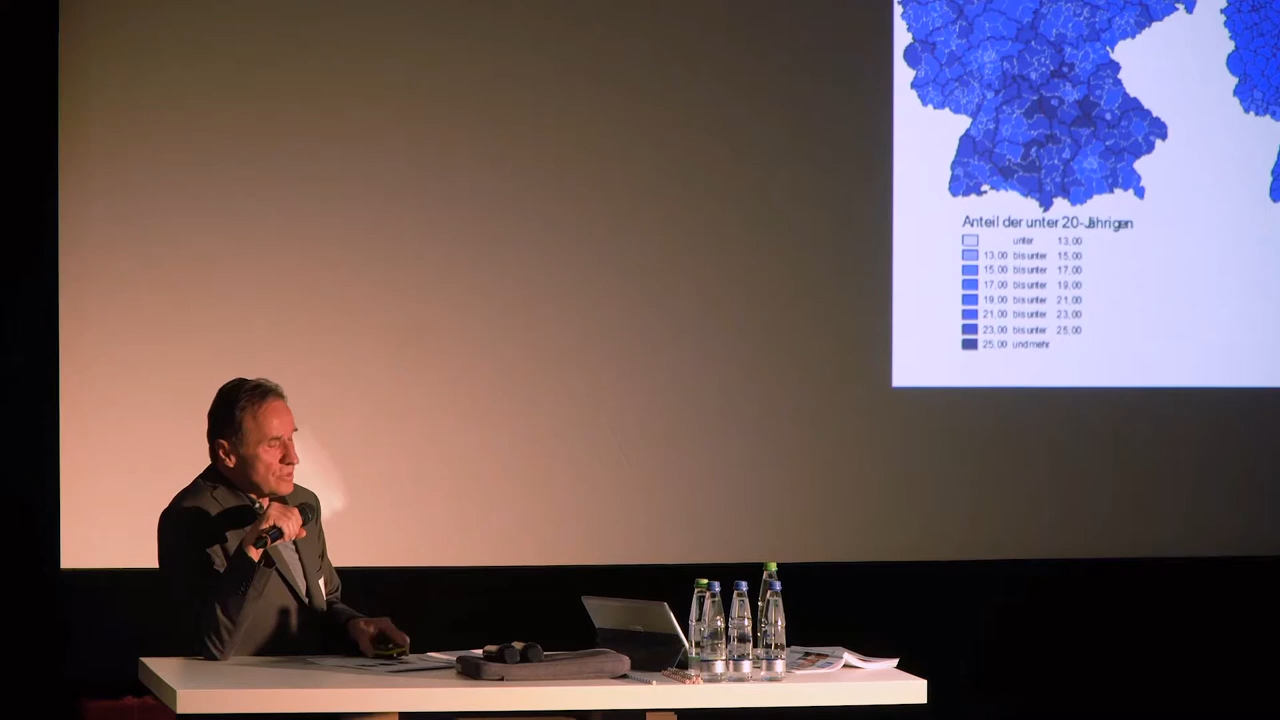 Anteil der unter 20-Jährigen
unter 13,00
13,00 bis unter 15,00
15,00 bis unter 17,00
17,00 bis unter 19,00
19,00 bis unter 21,00
21,00 bis unter 23,00
23,00 bis unter 25,00
25,00 und mehr